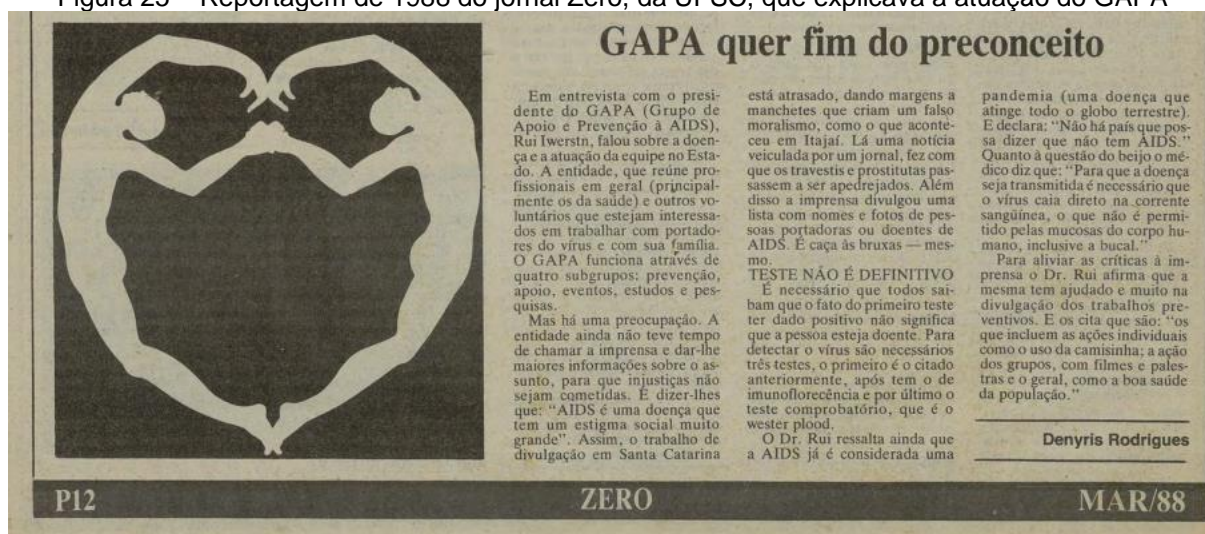 Figura 25 – Reportagem de 1988 do jornal Zero, da UFSC, que explicava a atuação do GAPA
GAPA quer fim do preconceito
Em entrevista com o presi-
dente do GAPA (Grupo de
Apoio e Prevenção à AIDS),
Rui Iwerstn, falou sobre a doen-
ça e a atuação da equipe no Esta-
do. A entidade, que reúne pro-
fissionais em geral (principal-
mente os da saúde) e outros vo-
luntários que estejam interessa-
dos em trabalhar com portado-
res do vírus e com sua família.
O GAPA funciona através de
quatro subgrupos: prevenção,
apoio, eventos, estudos e pes-
quisas.
Mas há uma preocupação. A
entidade ainda não teve tempo
de chamar a imprensa e dar-lhe
maiores informações sobre o as-
sunto, para que injustiças não
sejam cometidas. E dizer-lhes
que: “AIDS é uma doença que
tem um estigma social muito
grande”. Assim, o trabalho de
divulgação em Santa Catarina
está atrasado, dando margens a
manchetes que criam um falso
moralismo, como o que aconte-
ceu em Itajaí. Lá uma notícia
veiculada por um jornal, fez com
que os travestis e prostitutas pas-
sassem a ser apedrejados. Além
disso a imprensa divulgou uma
lista com nomes e fotos de pes-
soas portadoras ou doentes de
AIDS. É caça às bruxas — mes-
mo.
TESTE NÃO É DEFINITIVO
É necessário que todos sai-
bam que o fato do primeiro teste
ter dado positivo não significa
que a pessoa esteja doente. Para
detectar o vírus são necessários
três testes, o primeiro é o citado
anteriormente, após tem o de
imunoflorecência e por último o
teste comprobatório, que é o
wester plood.
O Dr. Rui ressalta ainda que
a AIDS já é considerada uma
pandemia (uma doença que
atinge todo o globo terrestre).
E declara: “Não há país que pos-
sa dizer que não tem AIDS.”
Quanto à questão do beijo o mé-
dico diz que: “Para que a doença
seja transmitida é necessário que
o vírus caia direto na corrente
sangüínea, o que não é permi-
tido pelas mucosas do corpo hu-
mano, inclusive a bucal.”
Para aliviar as críticas à im-
prensa o Dr. Rui afirma que a
mesma tem ajudado e muito na
divulgação dos trabalhos pre-
ventivos. E os cita que são: “os
que incluem as ações individuais
como o uso da camisinha; a ação
dos grupos, com filmes e pales-
tras e o geral, como a boa saúde
da população.”
Denyris Rodrigues
P12
ZERO
MAR/88